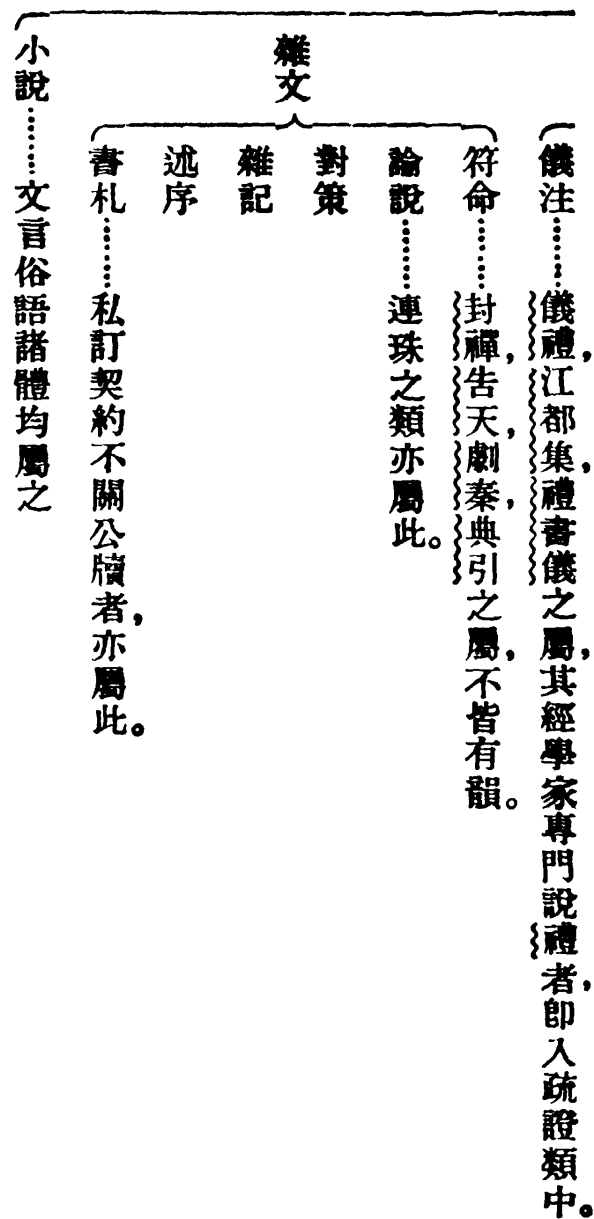 儀注………儀禮,江都集,禮書儀之屬,其經學家專門說禮者,卽入疏證類中。
雜文
符命………封禪,告天,劇秦,典引之屬,不皆有韻。
論說………連珠之類亦屬此。
對策
雜記
述序
書札………私訂契約不關公牘者,亦屬此。
小說………文言俗語諸體均屬之